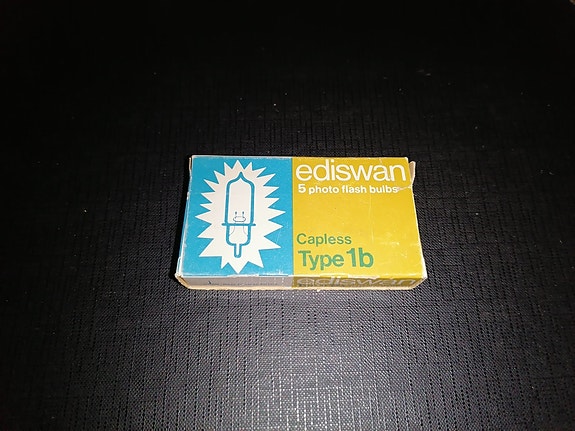 ediswan
5 photo flash bulbs
Capless
Type 1b
ediswan